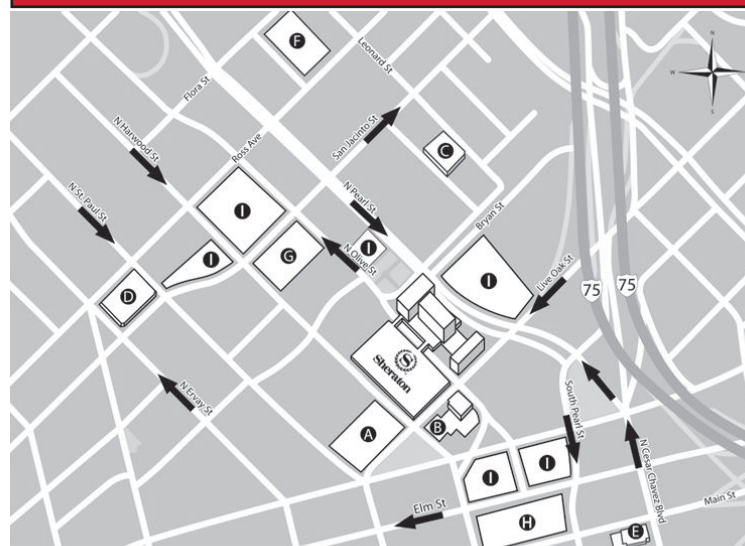 F
Leonard St
Flora St
N
W
E
S
N Harwood St
Ross Ave
San Jacinto St
C
N St. Paul St
N Pearl St
Bryan St
I
I
G
I
N Olive St
I
Live Oak St
75
75
D
S
Sheraton
N Ervay St
South Pearl St
A
B
N Cesar Chavez Blvd
I
I
Elm St
H
Main St
E